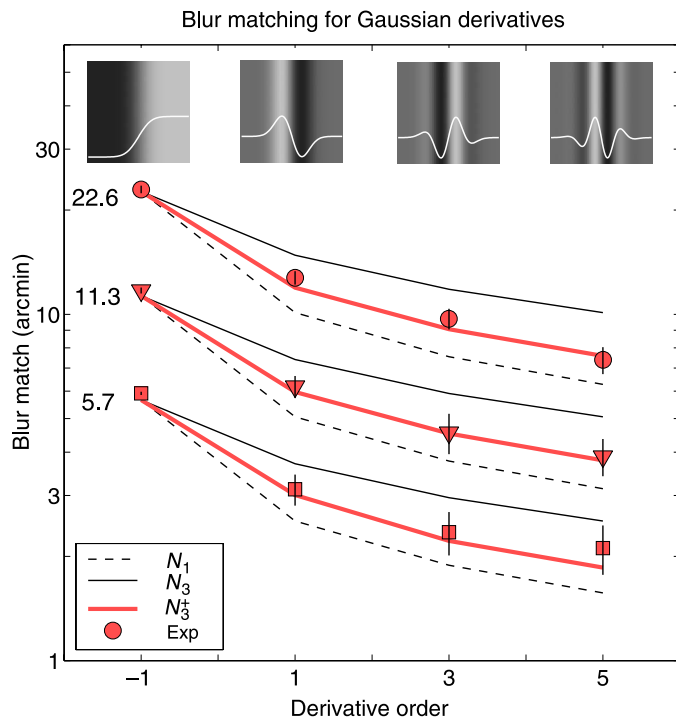 Blur matching for Gaussian derivatives
Blur match (arcmin)
30
10
3
1
22.6
11.3
5.7
N1
N3
N3+
Exp
−1
1
3
5
Derivative order